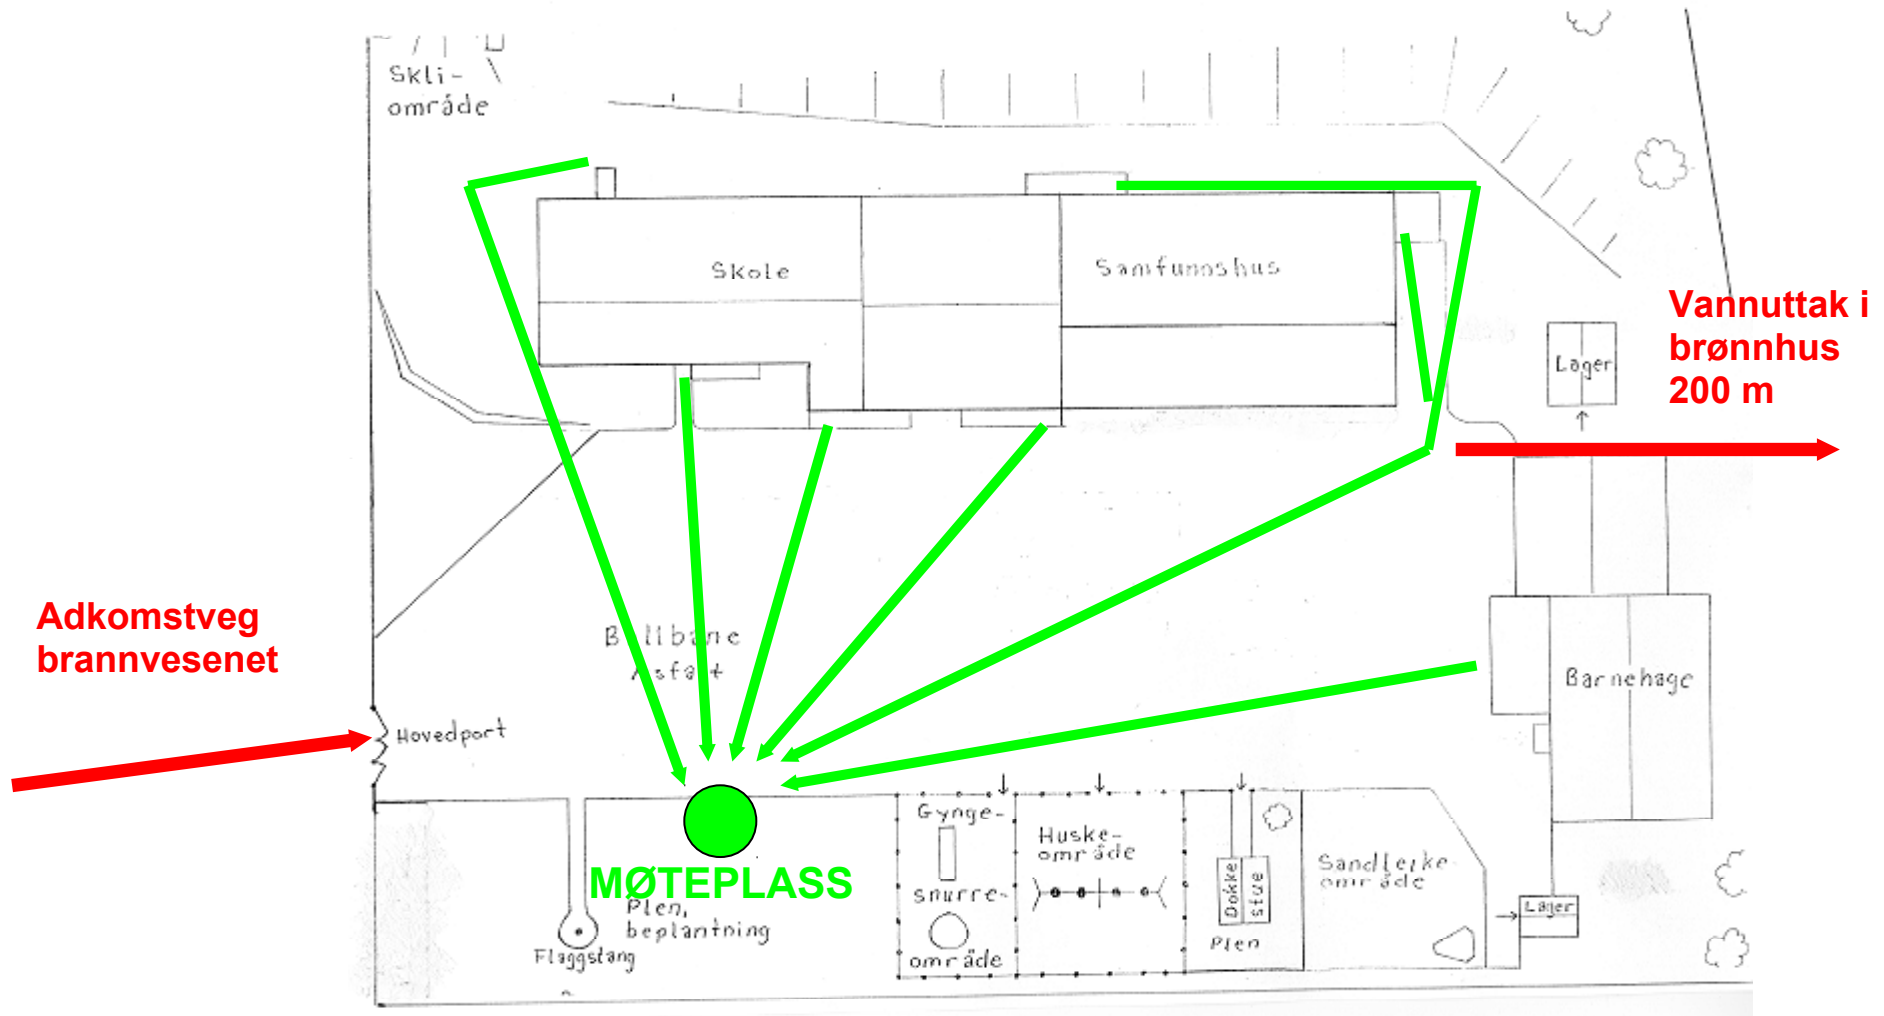 Skli-
område
Skole
Samfunnshus
Vannuttak i
brønnhus
200 m
Lager
Adkomstveg
brannvesenet
Ballbane
Asfalt
Barnehage
Hovedport
MØTEPLASS
Plen,
beplantning
Flaggstang
Gynge-
snurre-
område
Huske-
område
Dokke
stue
Plen
Sandleike-
område
Lager